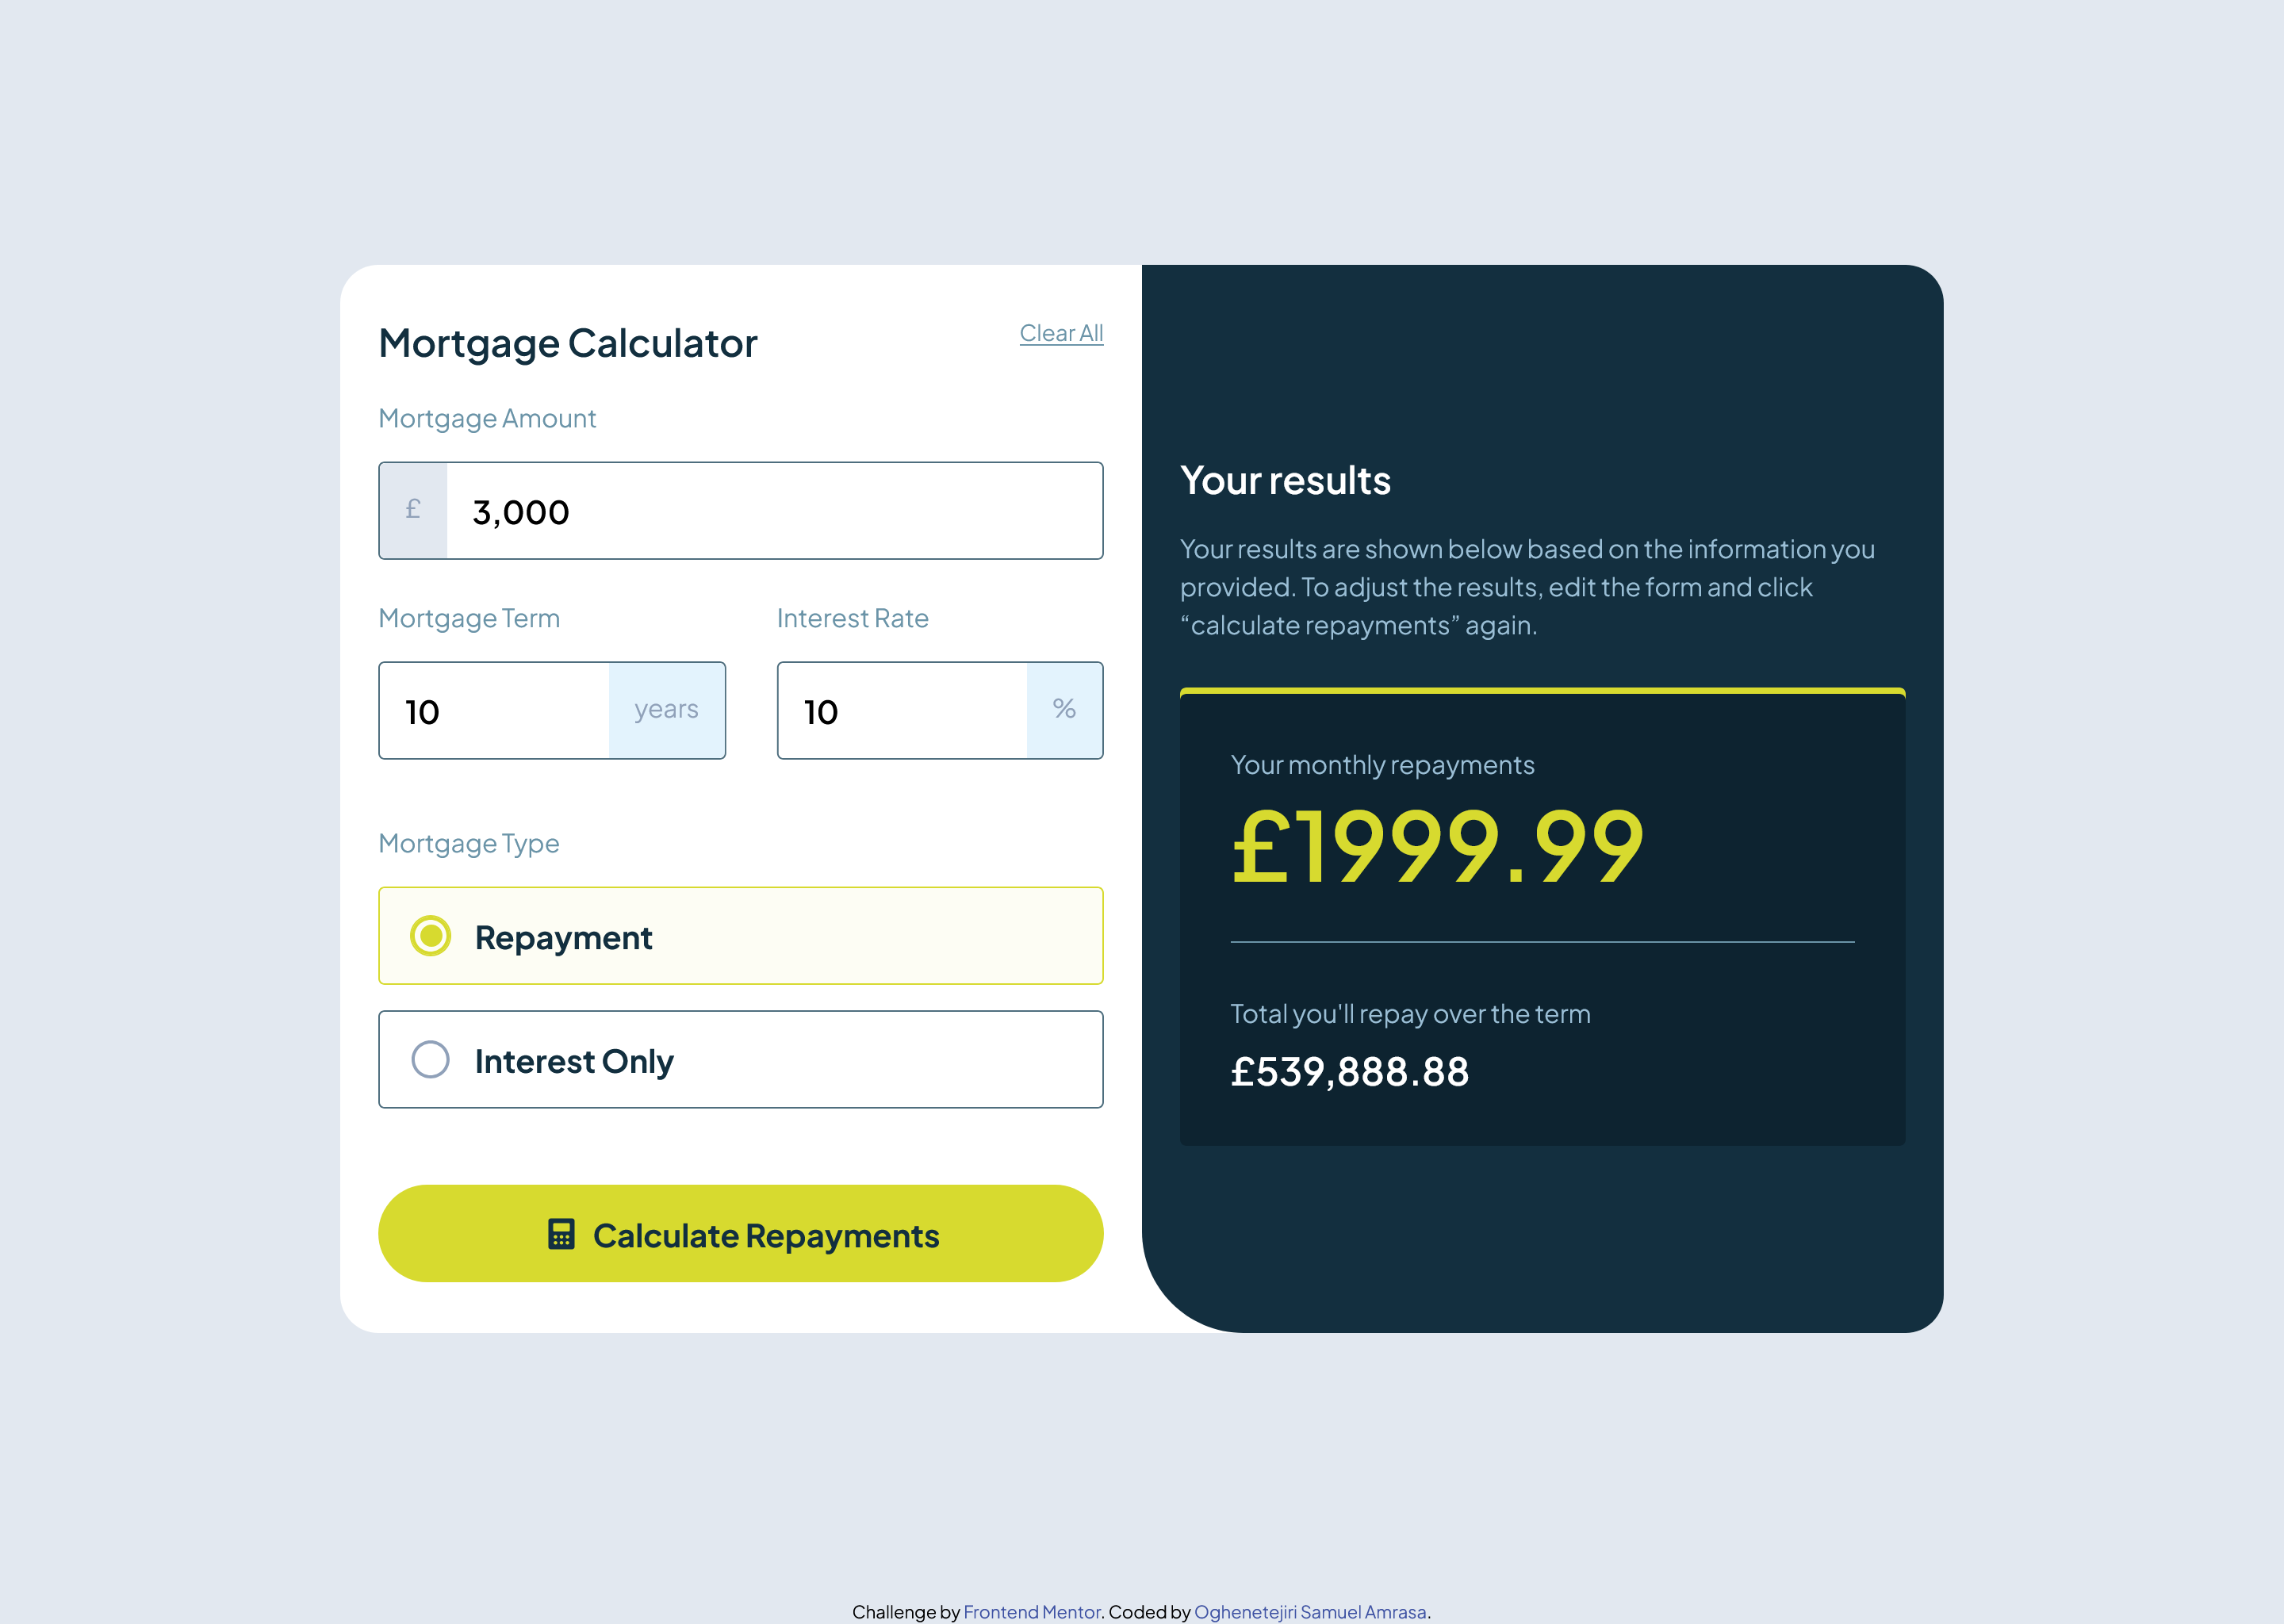 Mortgage Calculator
Clear All
Mortgage Amount
£
3,000
Mortgage Term
10
years
Interest Rate
10
%
Mortgage Type
Repayment
Interest Only
Calculate Repayments
Your results
Your results are shown below based on the information you
provided. To adjust the results, edit the form and click
“calculate repayments” again.
Your monthly repayments
£1999.99
Total you'll repay over the term
£539,888.88
Challenge by Frontend Mentor. Coded by Oghenetejiri Samuel Amrasa.